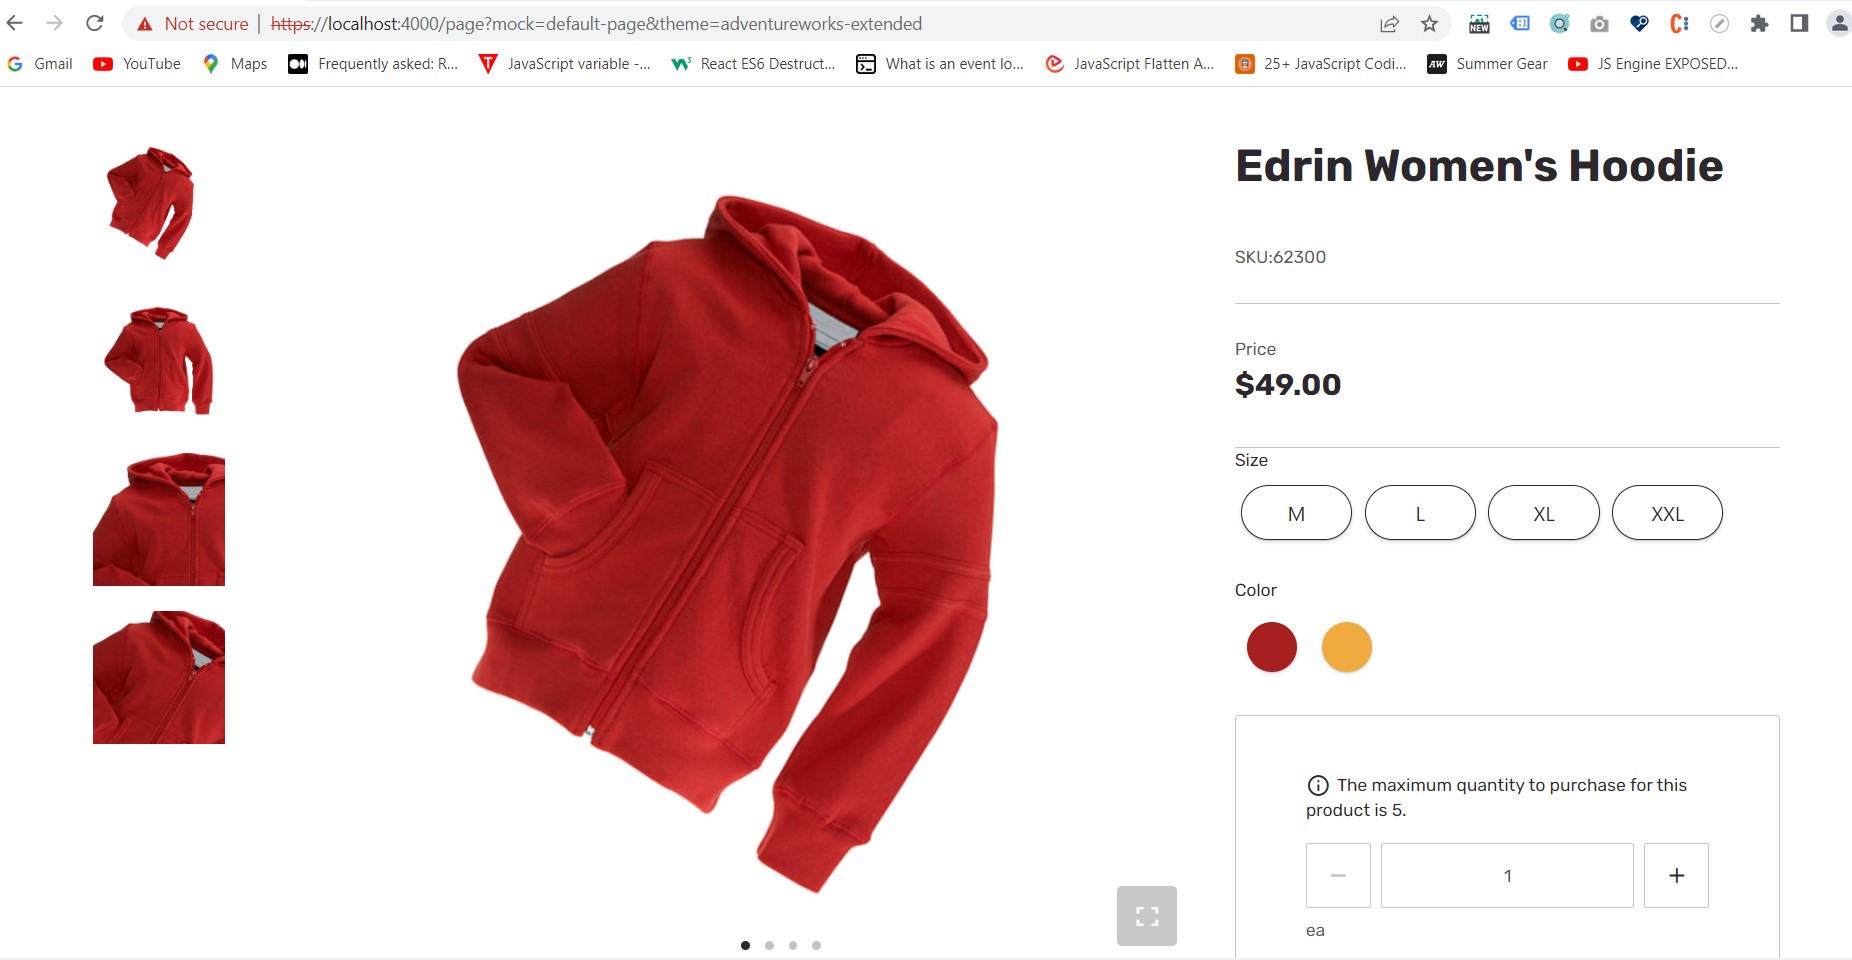 Not secure | https://localhost:4000/page?mock=default-page&theme=adventureworks-extended
NEW
Gmail YouTube Maps Frequently asked: R... JavaScript variable -... React ES6 Destruct... What is an event lo... JavaScript Flatten A... 25+ JavaScript Codi... AW Summer Gear JS Engine EXPOSED...
Edrin Women's Hoodie
SKU:62300
Price
$49.00
Size
M L XL XXL
Color
The maximum quantity to purchase for this
product is 5.
− 1 +
ea